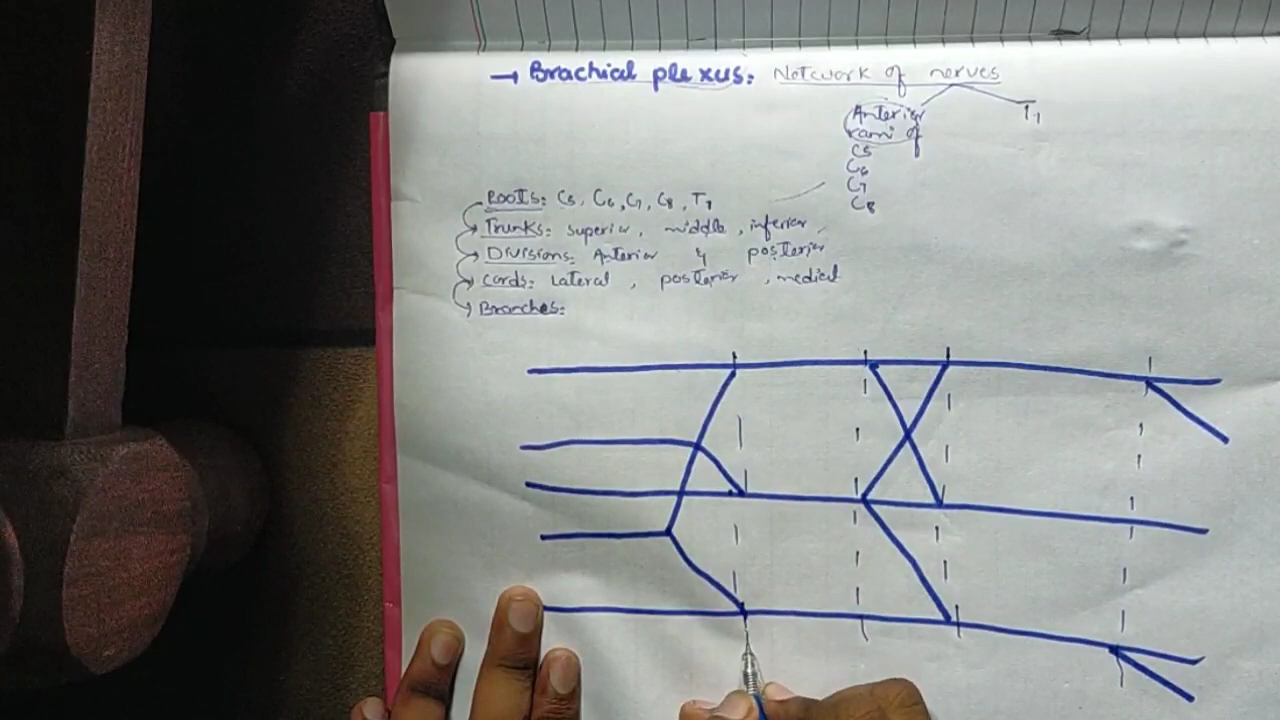 → Brachial plexus: Network of nerves
Anterior
rami of
T1
C5
C6
C7
C8
Roots: C5, C6, C7, C8, T1
Trunks: superior, middle, inferior
Divisions: Anterior & posterior
Cords: Lateral, posterior, medical
Branches: